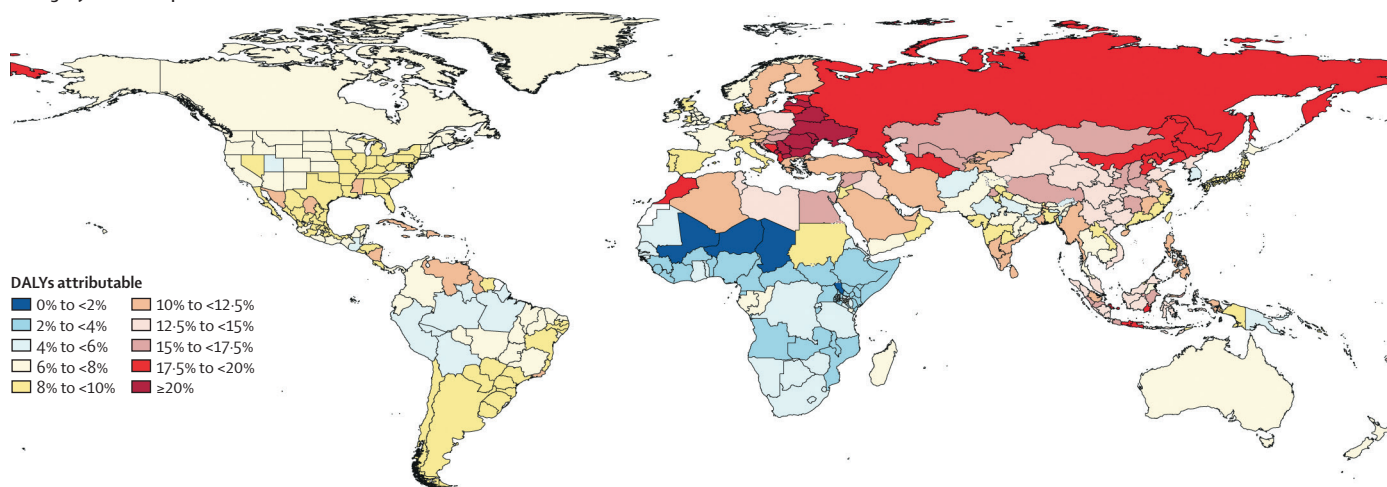 DALYs attributable
0% to <2%
2% to <4%
4% to <6%
6% to <8%
8% to <10%
10% to <12·5%
12·5% to <15%
15% to <17·5%
17·5% to <20%
≥20%